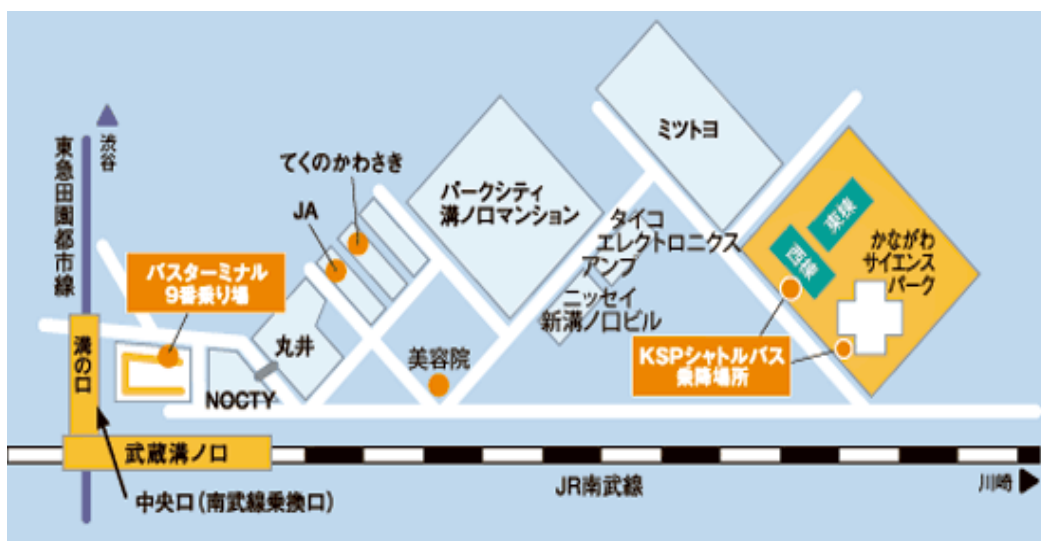 渋谷
東急田園都市線
てくのかわさき
JA
バスターミナル
9番乗り場
丸井
NOCTY
溝の口
武蔵溝ノ口
中央口(南武線乗換口)
美容院
パークシティ
溝ノ口マンション
ミツトヨ
タイコ
エレクトロニクス
アンプ
ニッセイ
新溝ノ口ビル
東棟
西棟
かながわ
サイエンス
パーク
KSPシャトルバス
乗降場所
JR南武線
川崎